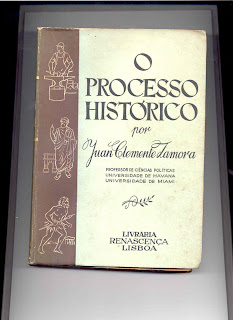 O
PROCESSO
HISTÓRICO
por
Juan Clemente Zamora
PROFESSOR DE CIÊNCIAS POLÍTICAS
UNIVERSIDADE DE HAVANA
UNIVERSIDADE DE MIAMI
LIVRARIA
RENASCENÇA
LISBOA